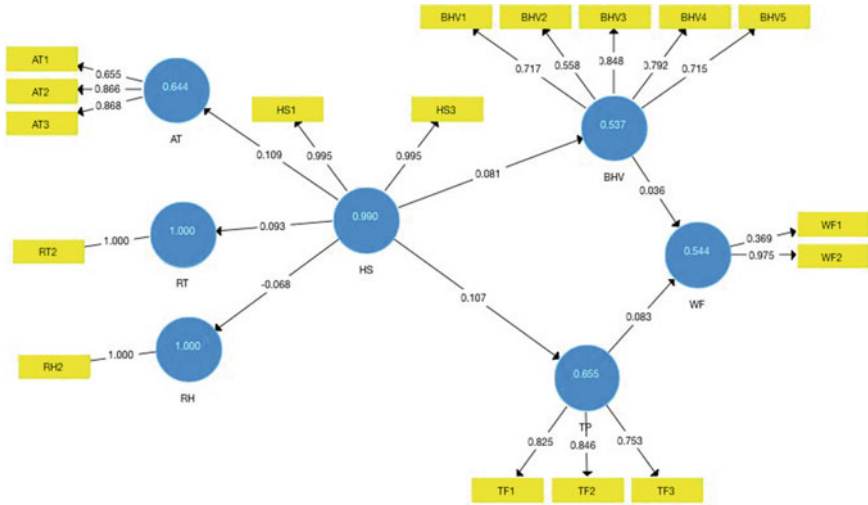 BHV1 BHV2 BHV3 BHV4 BHV5
0.717 0.558 0.848 0.792 0.715
AT1
AT2
AT3
0.655
0.866
0.868
0.644
AT
HS1
HS3
0.995
0.995
0.109
0.081
0.537
BHV
0.036
RT2
1.000
1.000
RT
0.093
0.990
HS
-0.068
0.107
0.544
WF
0.369
0.975
WF1
WF2
0.083
RH2
1.000
1.000
RH
0.655
TP
0.825
0.846
0.753
TF1
TF2
TF3